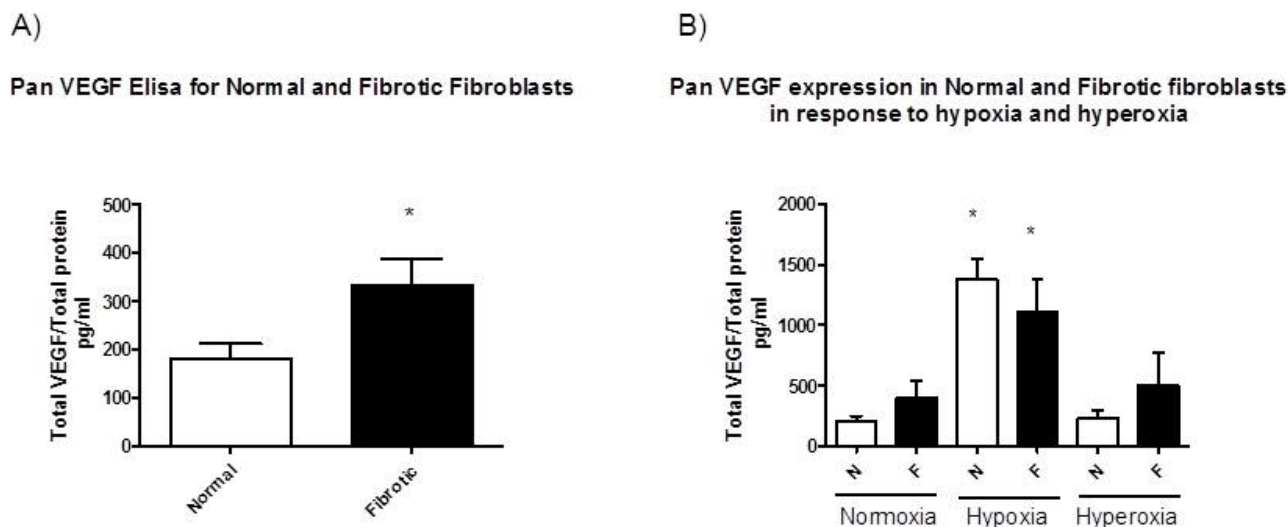 A)
Pan VEGF Elisa for Normal and Fibrotic Fibroblasts
Total VEGF/Total protein
pg/ml
500
400
300
200
100
0
*
Normal
Fibrotic
B)
Pan VEGF expression in Normal and Fibrotic fibroblasts
in response to hypoxia and hyperoxia
Total VEGF/Total protein
pg/ml
2000
1500
1000
500
0
*
*
N
F
N
F
N
F
Normoxia
Hypoxia
Hyperoxia